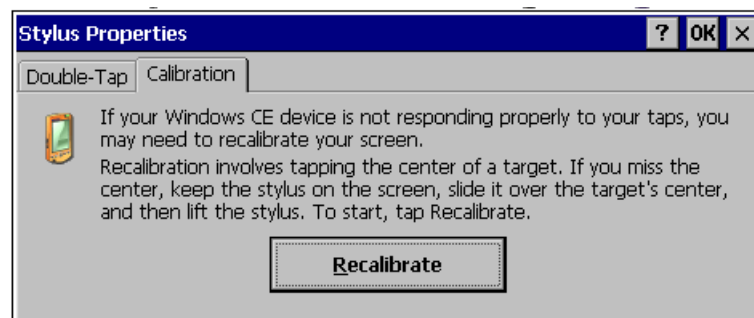 Stylus Properties ? OK ×
Double-Tap Calibration
If your Windows CE device is not responding properly to your taps, you
may need to recalibrate your screen.
Recalibration involves tapping the center of a target. If you miss the
center, keep the stylus on the screen, slide it over the target's center,
and then lift the stylus. To start, tap Recalibrate.
Recalibrate